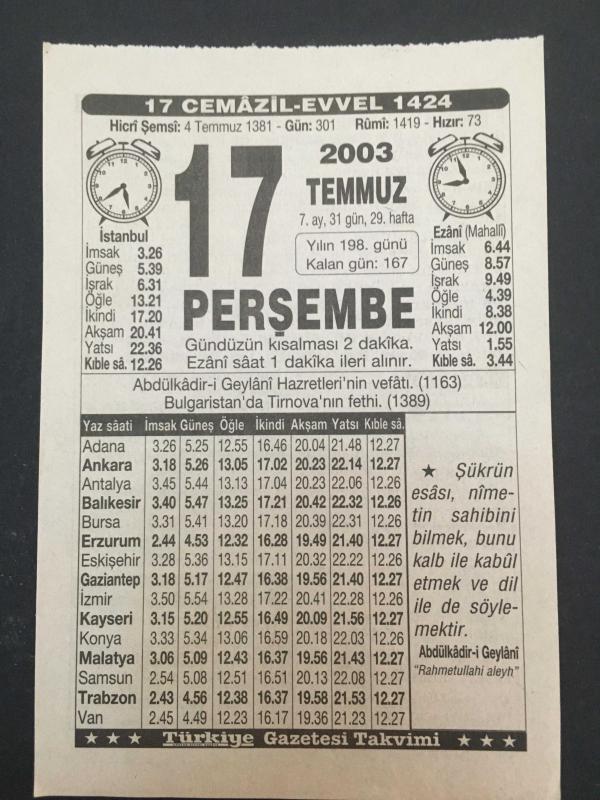 17 CEMÂZİL-EVVEL 1424
Hicrî Şemsî: 4 Temmuz 1381 - Gün: 301 Rûmî: 1419 - Hızır: 73
17
2003
TEMMUZ
7. ay, 31 gün, 29. hafta
Yılın 198. günü
Kalan gün: 167
PERŞEMBE
Gündüzün kısalması 2 dakîka.
Ezânî sâat 1 dakîka ileri alınır.
İstanbul
İmsak 3.26
Güneş 5.39
İşrak 6.31
Öğle 13.21
İkindi 17.20
Akşam 20.41
Yatsı 22.36
Kıble sâ. 12.26
Ezânî (Mahallî)
İmsak 6.44
Güneş 8.57
İşrak 9.49
Öğle 4.39
İkindi 8.38
Akşam 12.00
Yatsı 1.55
Kıble sâ. 3.44
Abdülkâdir-i Geylânî Hazretleri'nin vefâtı. (1163)
Bulgaristan'da Tirnova'nın fethi. (1389)
Yaz sâati İmsak Güneş Öğle İkindi Akşam Yatsı Kıble sâ.
Adana 3.26 5.25 12.55 16.46 20.04 21.48 12.27
Ankara 3.18 5.26 13.05 17.02 20.23 22.14 12.27
Antalya 3.45 5.44 13.13 17.04 20.23 22.06 12.26
Balıkesir 3.40 5.47 13.25 17.21 20.42 22.32 12.26
Bursa 3.31 5.41 13.20 17.18 20.39 22.31 12.26
Erzurum 2.44 4.53 12.32 16.28 19.49 21.40 12.27
Eskişehir 3.28 5.36 13.15 17.11 20.32 22.22 12.26
Gaziantep 3.18 5.17 12.47 16.38 19.56 21.40 12.27
İzmir 3.50 5.54 13.28 17.22 20.41 22.28 12.26
Kayseri 3.15 5.20 12.55 16.49 20.09 21.56 12.27
Konya 3.33 5.34 13.06 16.59 20.18 22.03 12.26
Malatya 3.06 5.09 12.43 16.37 19.56 21.43 12.27
Samsun 2.54 5.08 12.51 16.51 20.13 22.08 12.27
Trabzon 2.43 4.56 12.38 16.37 19.58 21.53 12.27
Van 2.45 4.49 12.23 16.17 19.36 21.23 12.27
★ Şükrün
esâsı, nîme-
tin sahibini
bilmek, bunu
kalb ile kabûl
etmek ve dil
ile de söyle-
mektir.
Abdülkâdir-i Geylânî
"Rahmetullahi aleyh"
★ ★ ★ Türkiye Gazetesi Takvimi ★ ★ ★